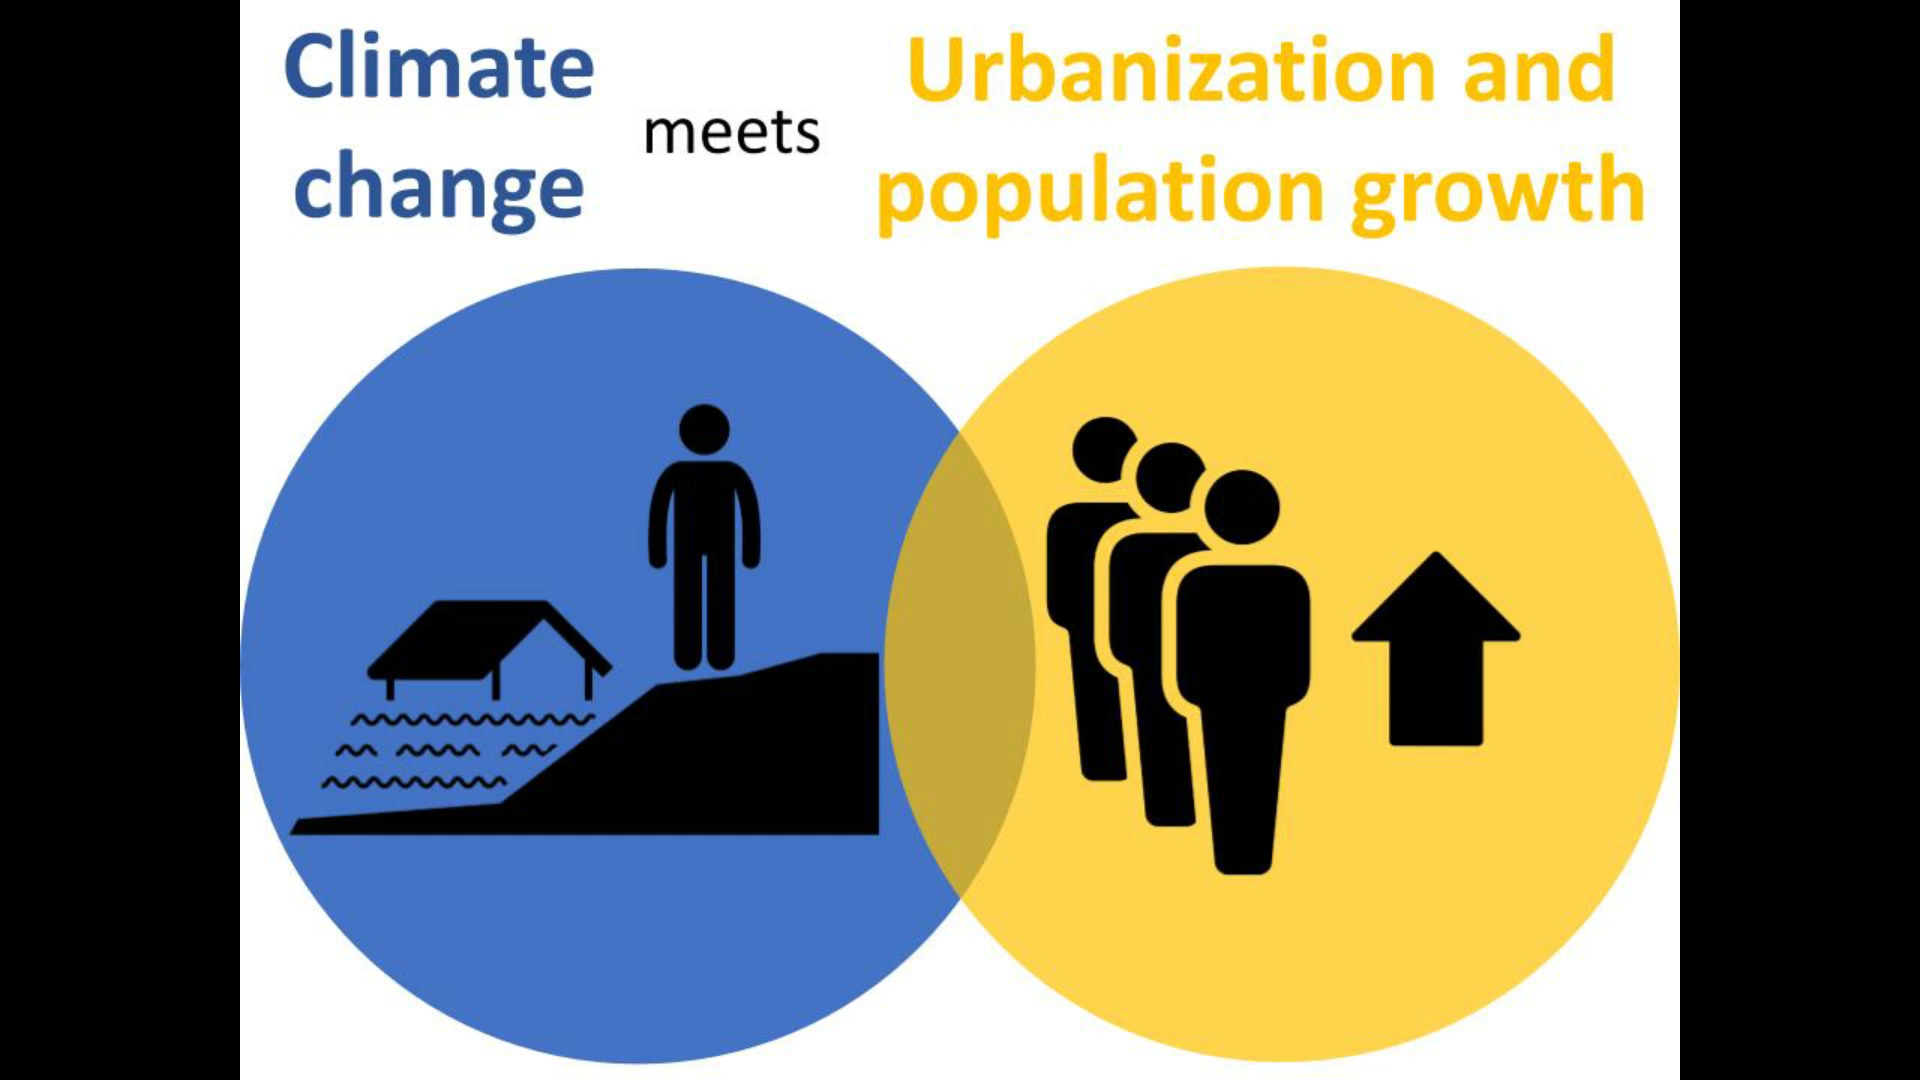 Climate
change
meets
Urbanization and
population growth